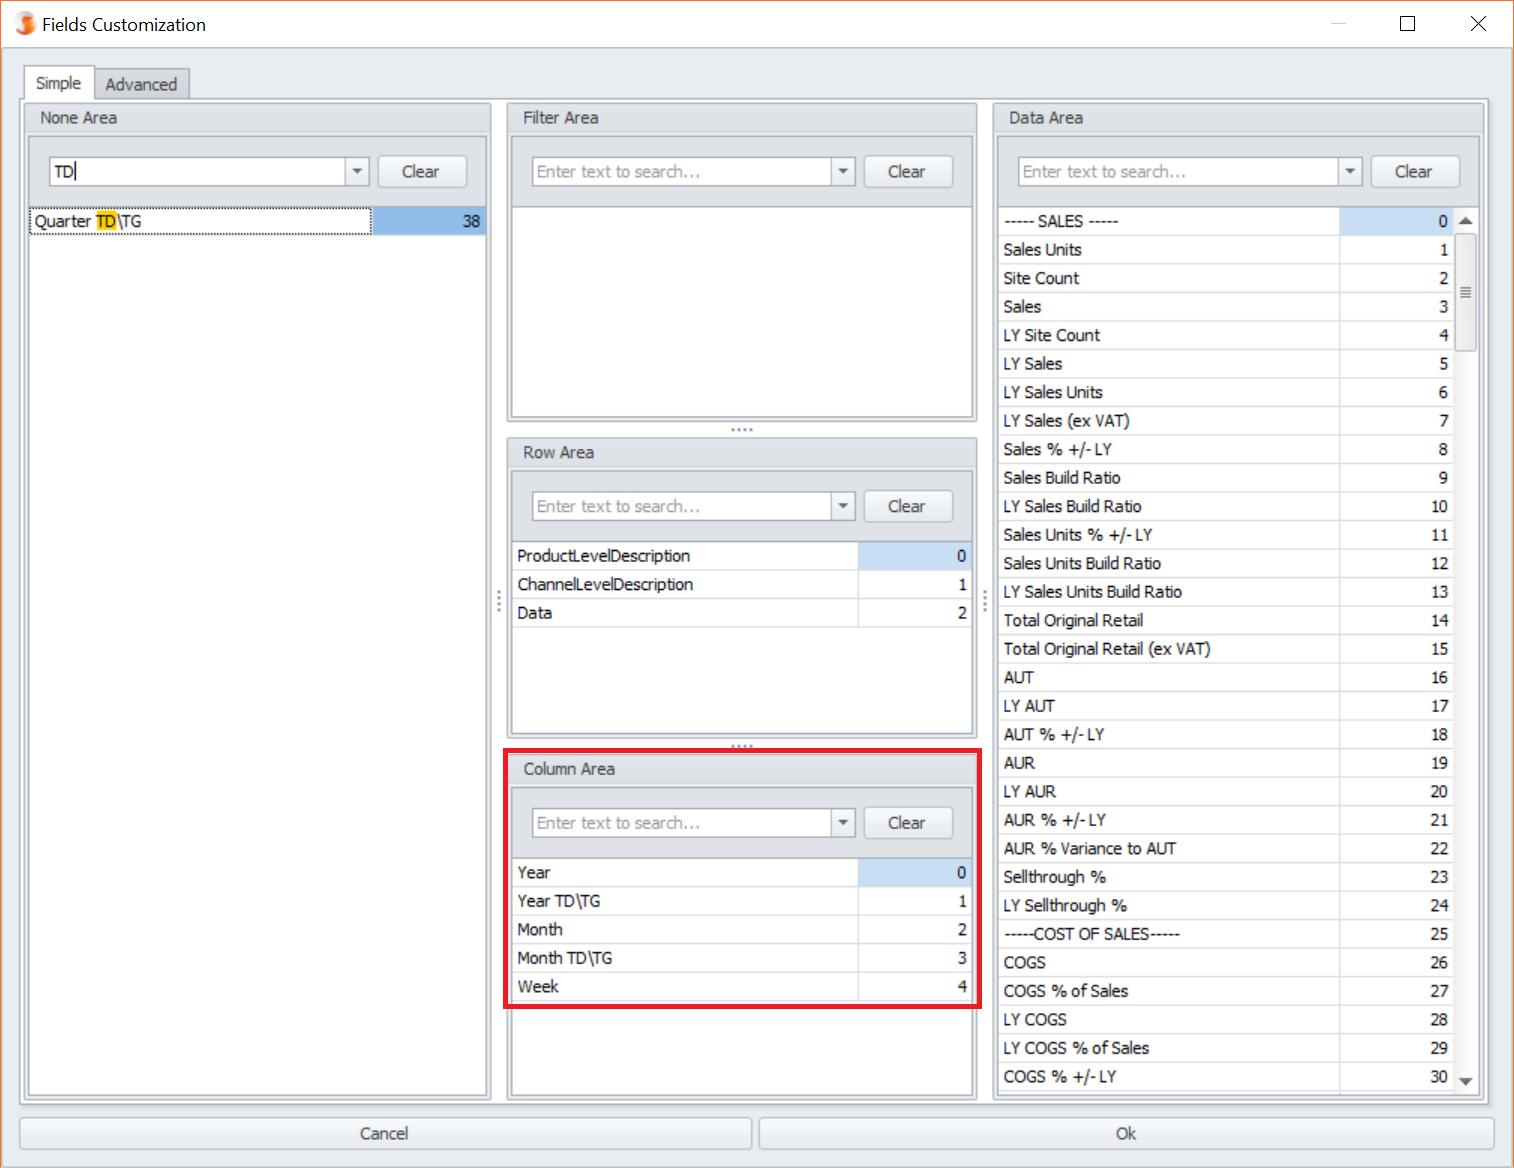 Fields Customization
Simple
Advanced
None Area
TD
Clear
Quarter TD\TG 38
Filter Area
Enter text to search...
Clear
Row Area
Enter text to search...
Clear
ProductLevelDescription 0
ChannelLevelDescription 1
Data 2
Column Area
Enter text to search...
Clear
Year 0
Year TD\TG 1
Month 2
Month TD\TG 3
Week 4
Data Area
Enter text to search...
Clear
----- SALES ----- 0
Sales Units 1
Site Count 2
Sales 3
LY Site Count 4
LY Sales 5
LY Sales Units 6
LY Sales (ex VAT) 7
Sales % +/- LY 8
Sales Build Ratio 9
LY Sales Build Ratio 10
Sales Units % +/- LY 11
Sales Units Build Ratio 12
LY Sales Units Build Ratio 13
Total Original Retail 14
Total Original Retail (ex VAT) 15
AUT 16
LY AUT 17
AUT % +/- LY 18
AUR 19
LY AUR 20
AUR % +/- LY 21
AUR % Variance to AUT 22
Sellthrough % 23
LY Sellthrough % 24
-----COST OF SALES----- 25
COGS 26
COGS % of Sales 27
LY COGS 28
LY COGS % of Sales 29
COGS % +/- LY 30
Cancel
Ok